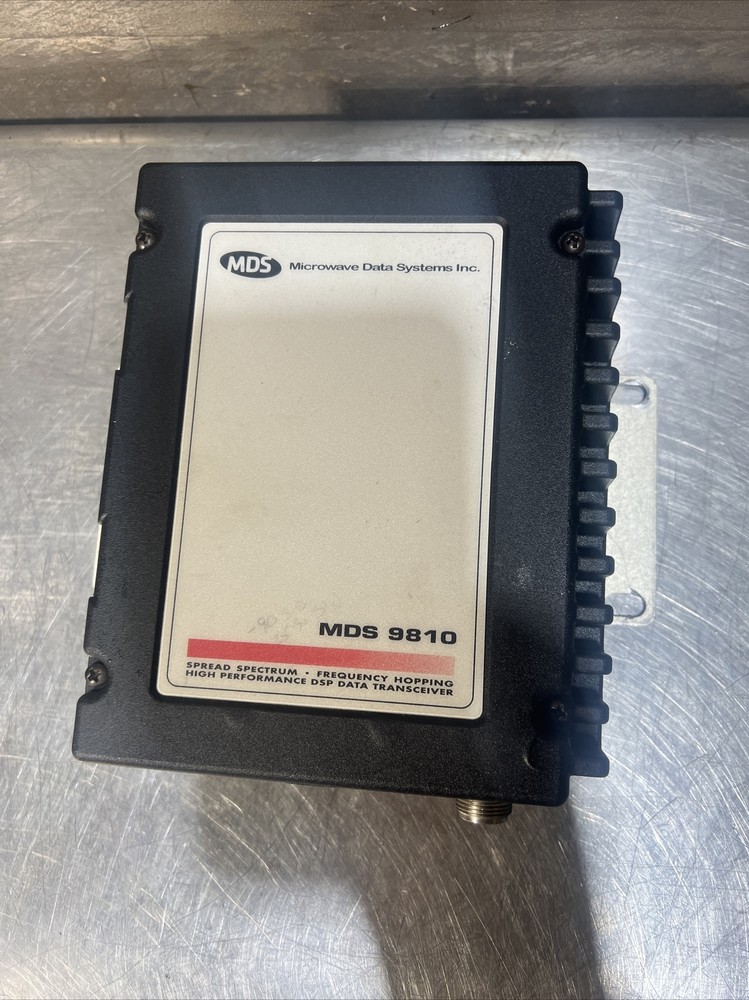 MDS Microwave Data Systems Inc.
MDS 9810
SPREAD SPECTRUM • FREQUENCY HOPPING
HIGH PERFORMANCE DSP DATA TRANSCEIVER